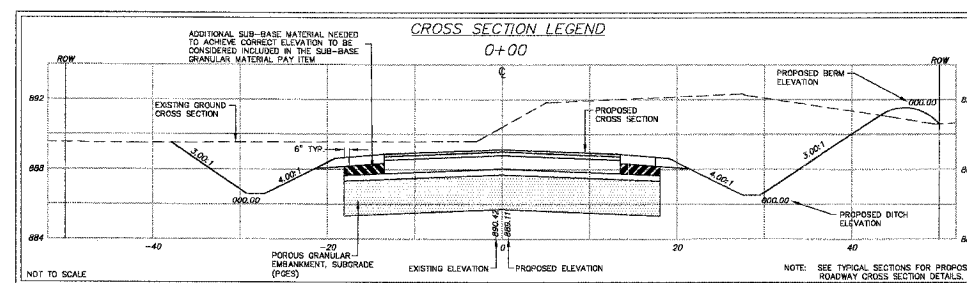 CROSS SECTION LEGEND
0+00
ADDITIONAL SUB-BASE MATERIAL NEEDED
TO ACHIEVE CORRECT ELEVATION TO BE
CONSIDERED INCLUDED IN THE SUB-BASE
GRANULAR MATERIAL PAY ITEM
ROW
ROW
PROPOSED BERM
ELEVATION
000.00
892
EXISTING GROUND
CROSS SECTION
PROPOSED
CROSS SECTION
6" TYP.
3.00:1
3.00:1
888
4.00:1
4.00:1
000.00
000.00
PROPOSED DITCH
ELEVATION
890.42
889.11
884
-40
-20
0
20
40
POROUS GRANULAR
EMBANKMENT, SUBGRADE
(PGES)
EXISTING ELEVATION
PROPOSED ELEVATION
NOT TO SCALE
NOTE: SEE TYPICAL SECTIONS FOR PROPOS
ROADWAY CROSS SECTION DETAILS.